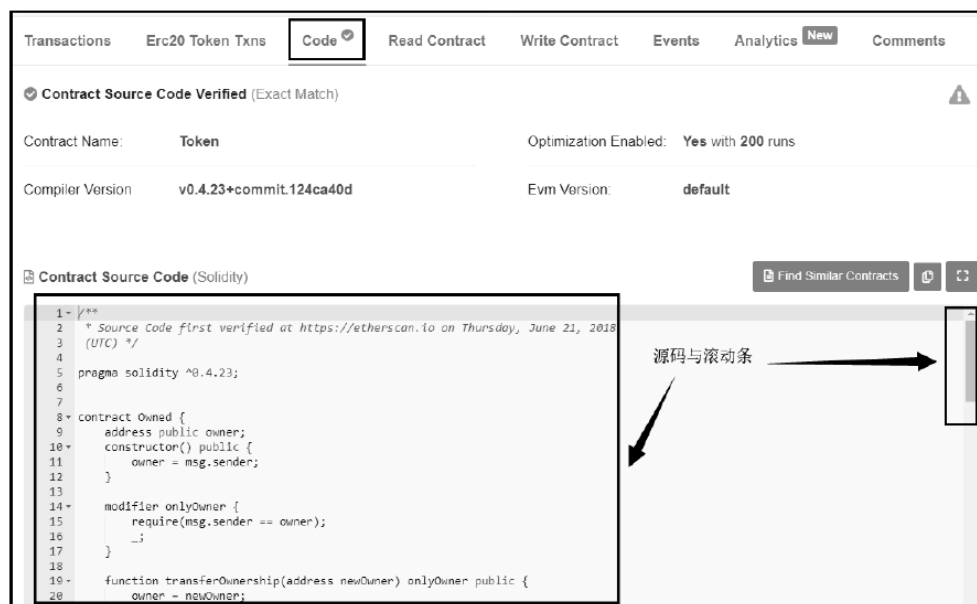 Transactions Erc20 Token Txns Code Read Contract Write Contract Events Analytics New Comments
Contract Source Code Verified (Exact Match)
Contract Name: Token Optimization Enabled: Yes with 200 runs
Compiler Version v0.4.23+commit.124ca40d Evm Version: default
Contract Source Code (Solidity) Find Similar Contracts
1 /**
2 * Source Code first verified at https://etherscan.io on Thursday, June 21, 2018
3 (UTC) */
4
5 pragma solidity ^0.4.23;
6
7
8 contract Owned {
9 address public owner;
10 constructor() public {
11 owner = msg.sender;
12 }
13
14 modifier onlyOwner {
15 require(msg.sender == owner);
16 _;
17 }
18
19 function transferOwnership(address newOwner) onlyOwner public {
20 owner = newOwner;
源码与滚动条